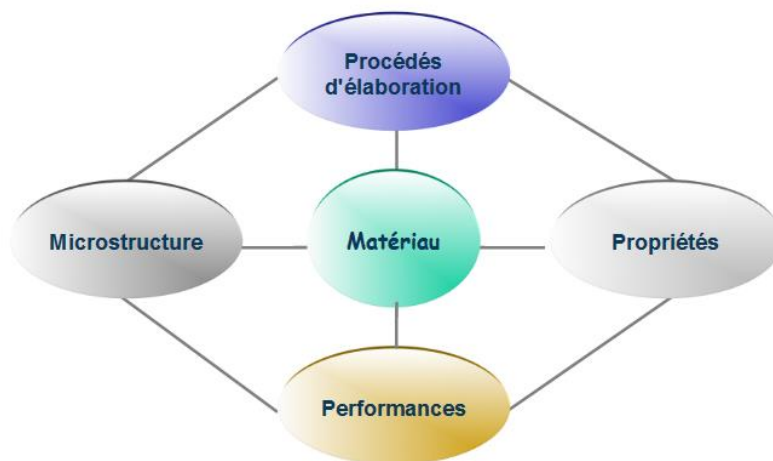 Procédés
d'élaboration
Microstructure
Matériau
Propriétés
Performances